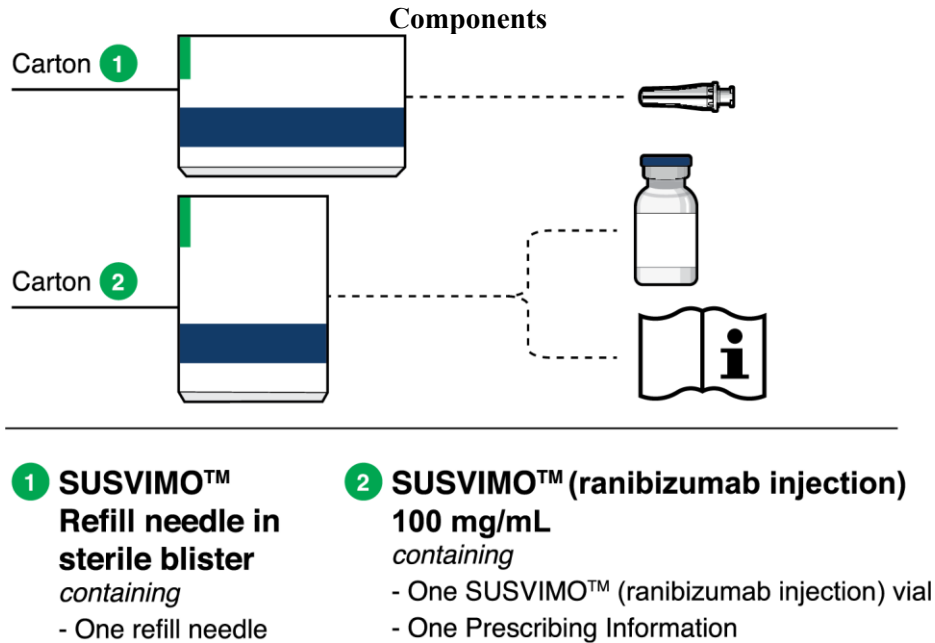 Components
Carton 1
Carton 2
1 SUSVIMO™
Refill needle in
sterile blister
containing
- One refill needle
2 SUSVIMO™ (ranibizumab injection)
100 mg/mL
containing
- One SUSVIMO™ (ranibizumab injection) vial
- One Prescribing Information